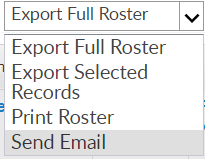 Export Full Roster
Export Full Roster
Export Selected
Records
Print Roster
Send Email